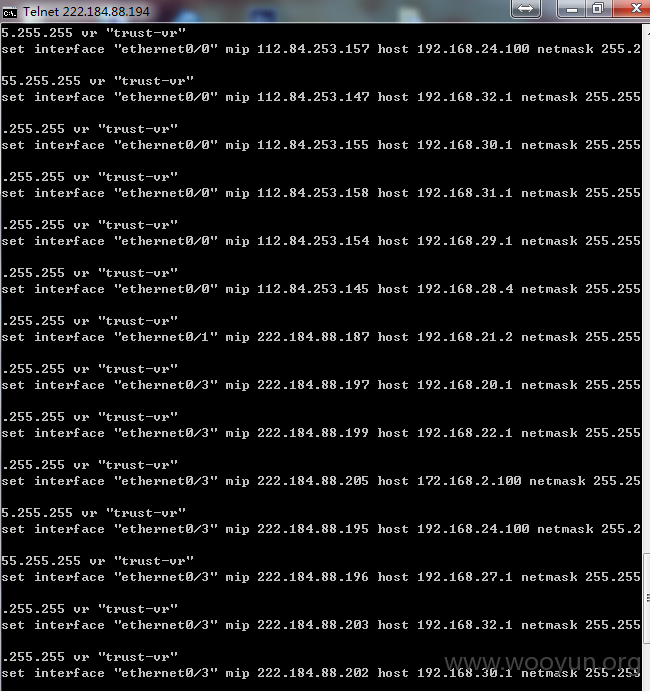 Telnet 222.184.88.194
5.255.255 vr "trust-vr"
set interface "ethernet0/0" mip 112.84.253.157 host 192.168.24.100 netmask 255.2
55.255.255 vr "trust-vr"
set interface "ethernet0/0" mip 112.84.253.147 host 192.168.32.1 netmask 255.255
.255.255 vr "trust-vr"
set interface "ethernet0/0" mip 112.84.253.155 host 192.168.30.1 netmask 255.255
.255.255 vr "trust-vr"
set interface "ethernet0/0" mip 112.84.253.158 host 192.168.31.1 netmask 255.255
.255.255 vr "trust-vr"
set interface "ethernet0/0" mip 112.84.253.154 host 192.168.29.1 netmask 255.255
.255.255 vr "trust-vr"
set interface "ethernet0/0" mip 112.84.253.145 host 192.168.28.4 netmask 255.255
.255.255 vr "trust-vr"
set interface "ethernet0/1" mip 222.184.88.187 host 192.168.21.2 netmask 255.255
.255.255 vr "trust-vr"
set interface "ethernet0/3" mip 222.184.88.197 host 192.168.20.1 netmask 255.255
.255.255 vr "trust-vr"
set interface "ethernet0/3" mip 222.184.88.199 host 192.168.22.1 netmask 255.255
.255.255 vr "trust-vr"
set interface "ethernet0/3" mip 222.184.88.205 host 172.168.2.100 netmask 255.25
5.255.255 vr "trust-vr"
set interface "ethernet0/3" mip 222.184.88.195 host 192.168.24.100 netmask 255.2
55.255.255 vr "trust-vr"
set interface "ethernet0/3" mip 222.184.88.196 host 192.168.27.1 netmask 255.255
.255.255 vr "trust-vr"
set interface "ethernet0/3" mip 222.184.88.203 host 192.168.32.1 netmask 255.255
.255.255 vr "trust-vr"
set interface "ethernet0/3" mip 222.184.88.202 host 192.168.30.1 netmask 255.255
www.wooyun.org